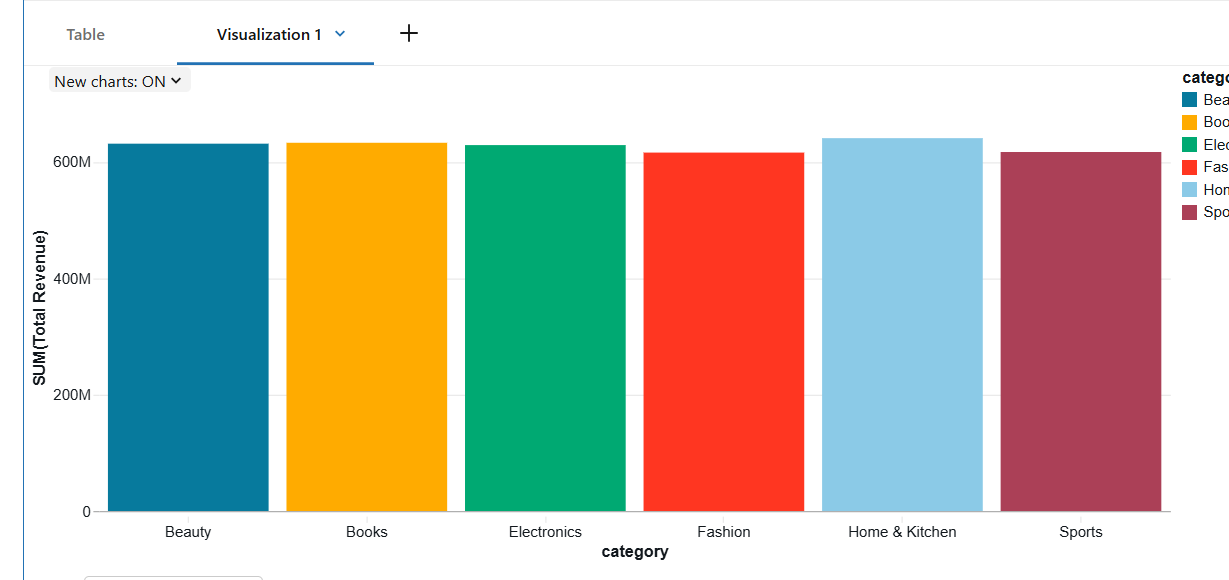 Table
Visualization 1
New charts: ON
SUM(Total Revenue)
600M
400M
200M
0
Beauty
Books
Electronics
Fashion
Home & Kitchen
Sports
category
catego
Bea
Boo
Elec
Fas
Hom
Spo